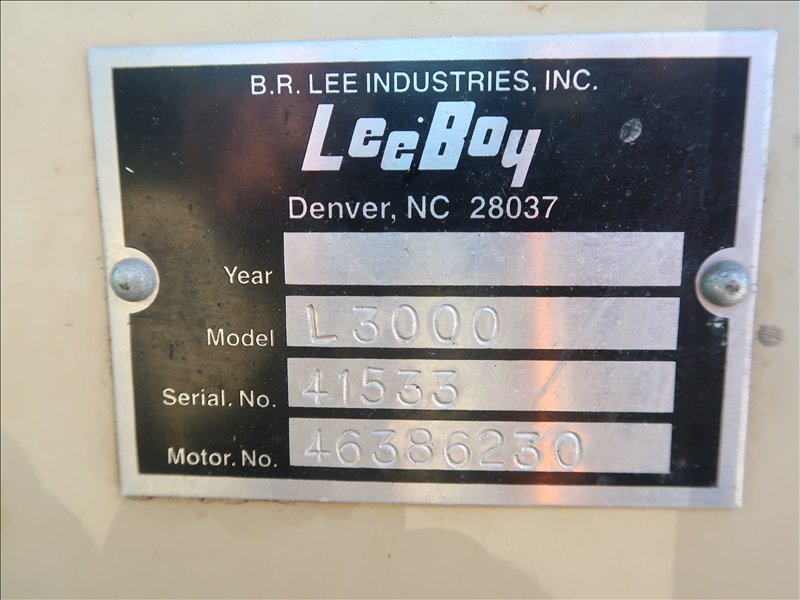 B.R. LEE INDUSTRIES, INC.
LeeBoy
Denver, NC 28037
Year
Model L3000
Serial. No. 41533
Motor. No. 46386230